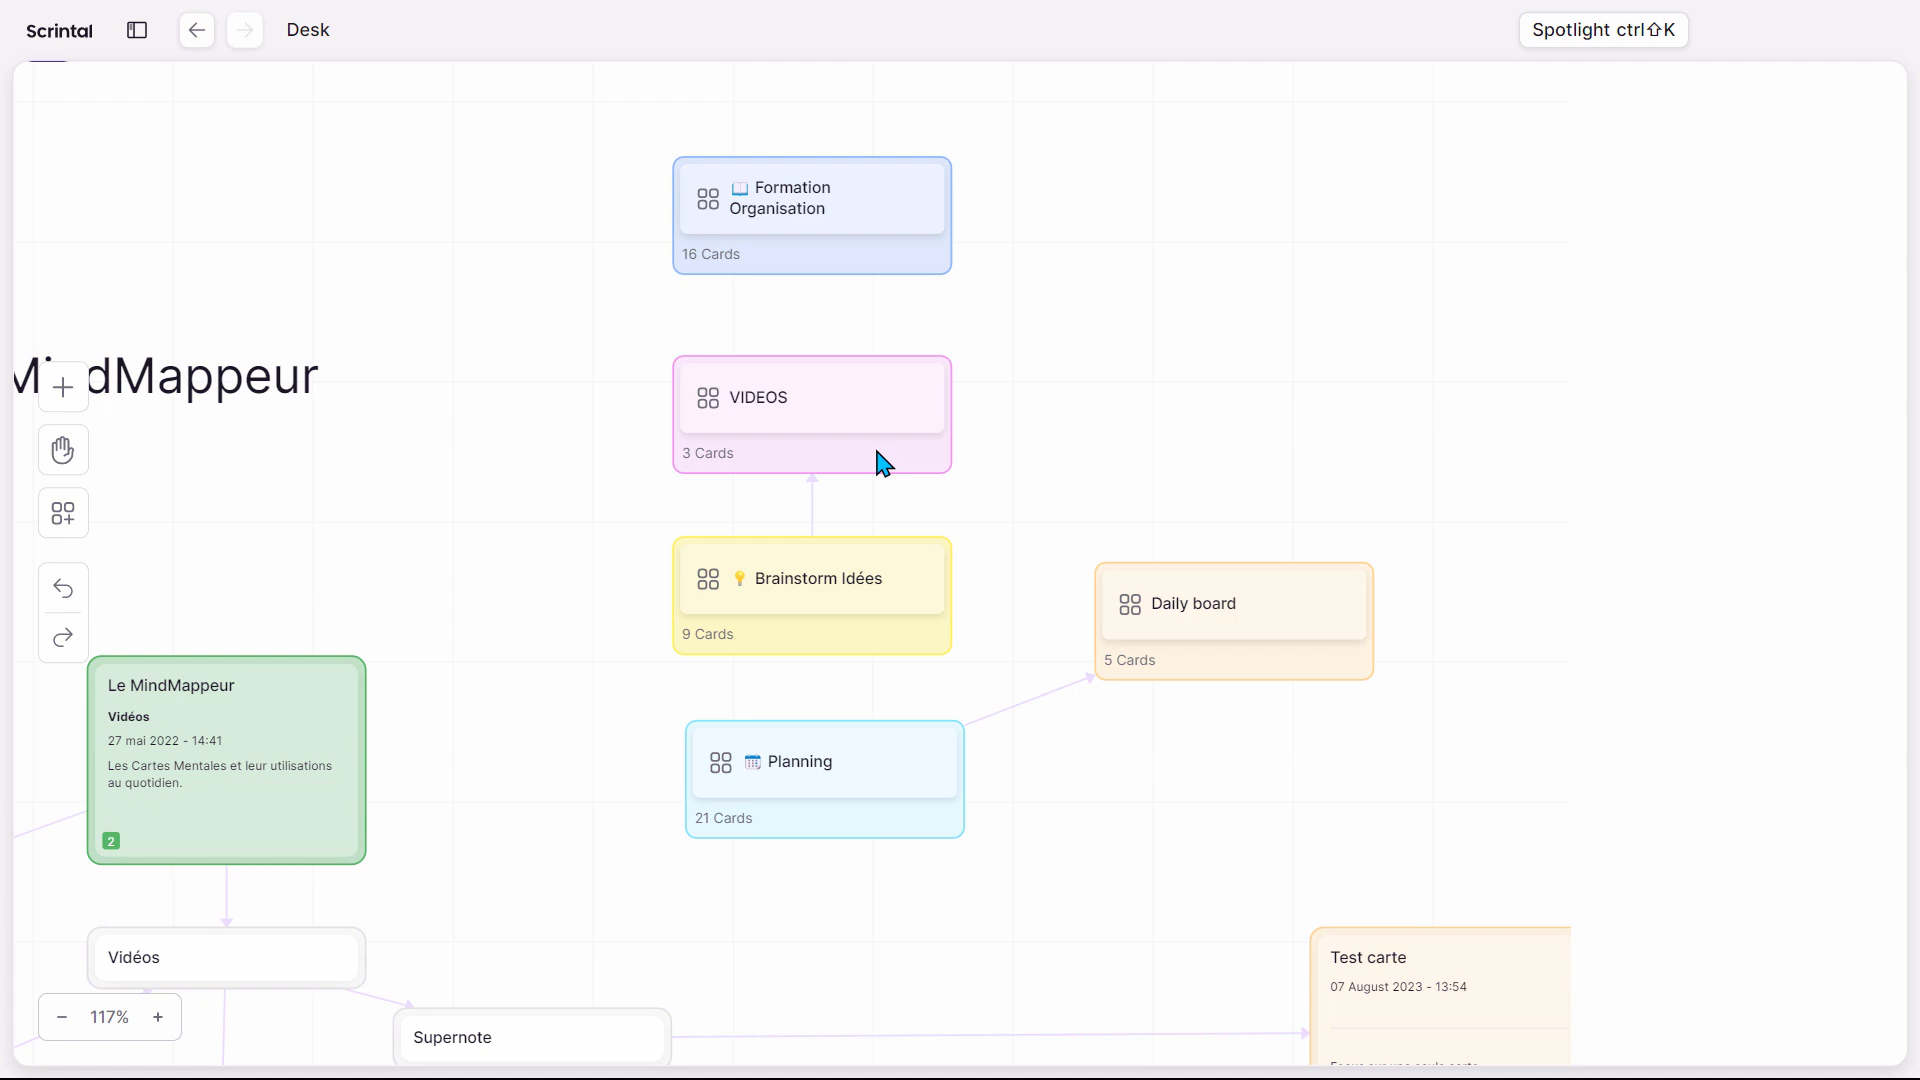 Scrintal
Desk
Spotlight ctrl⇧K
📖 Formation
Organisation
16 Cards
MindMappeur
VIDEOS
3 Cards
💡 Brainstorm Idées
9 Cards
Daily board
5 Cards
Le MindMappeur
Vidéos
27 mai 2022 - 14:41
Les Cartes Mentales et leur utilisations
au quotidien.
2
🗓️ Planning
21 Cards
Vidéos
Test carte
07 August 2023 - 13:54
− 117% +
Supernote